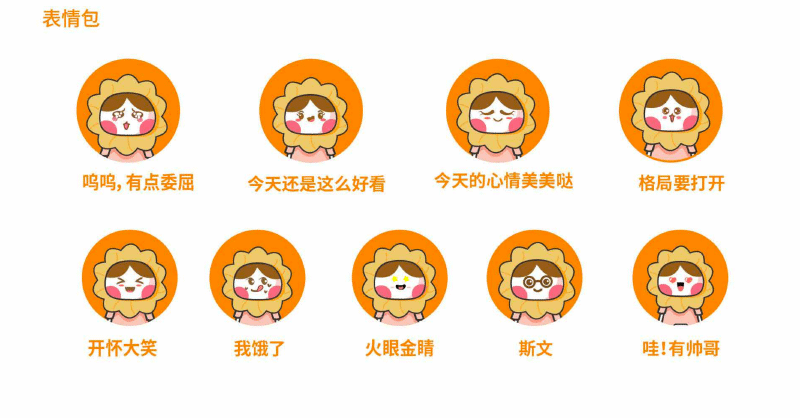 表情包
呜呜，有点委屈
今天还是这么好看
今天的心情美美哒
格局要打开
开怀大笑
我饿了
火眼金睛
斯文
哇！有帅哥